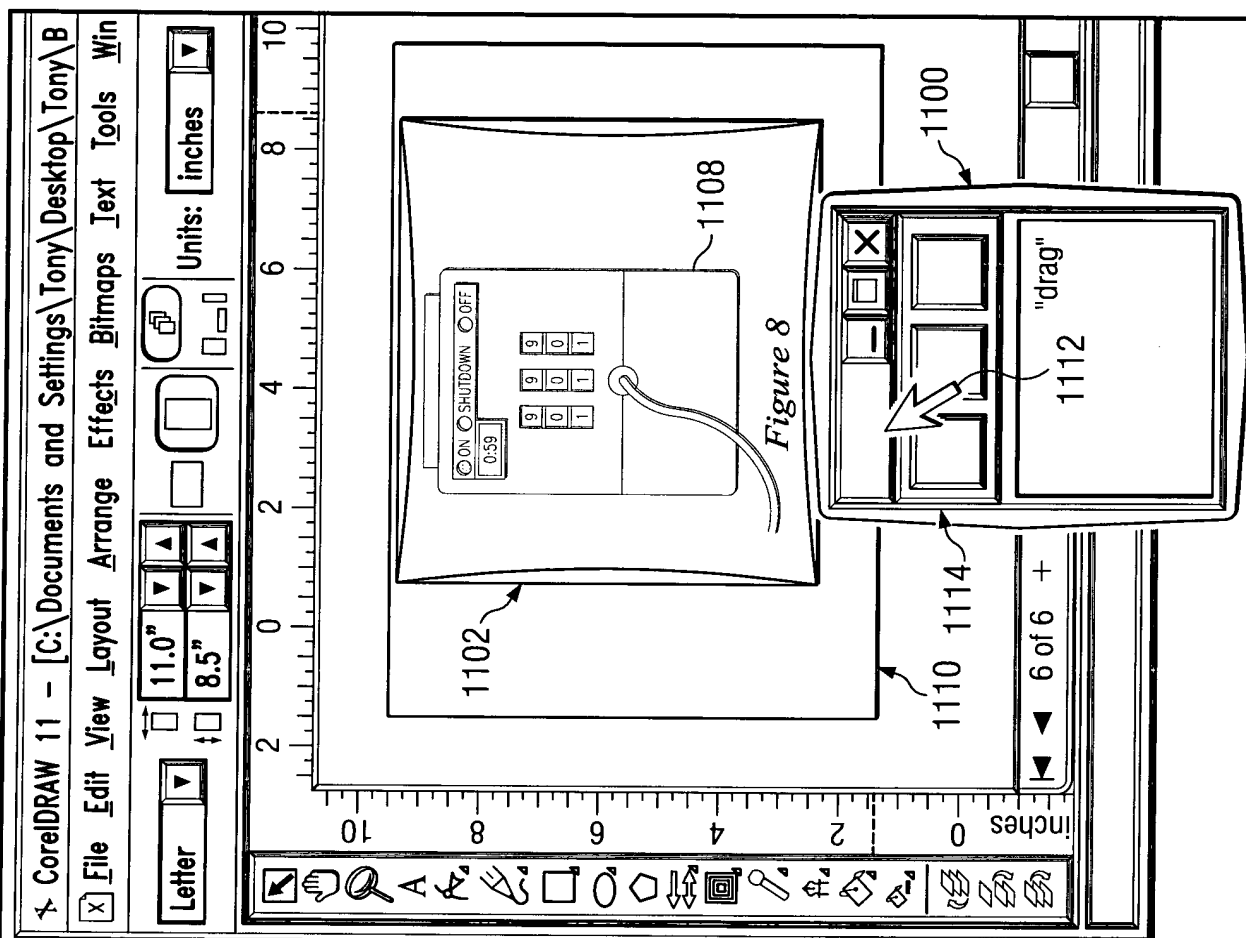 CorelDRAW 11 – [C:\Documents and Settings\Tony\Desktop\Tony\B
File Edit View Layout Arrange Effects Bitmaps Text Tools Win
Letter
11.0"
8.5"
Units: inches
2 0 2 4 6 8 10
10
8
6
4
2
0
inches
A
1102
ON SHUTDOWN OFF
0:59
9 9 9
0 0 0
1 1 1
1108
Figure 8
1110
1114
1100
"drag"
1112
6 of 6 +